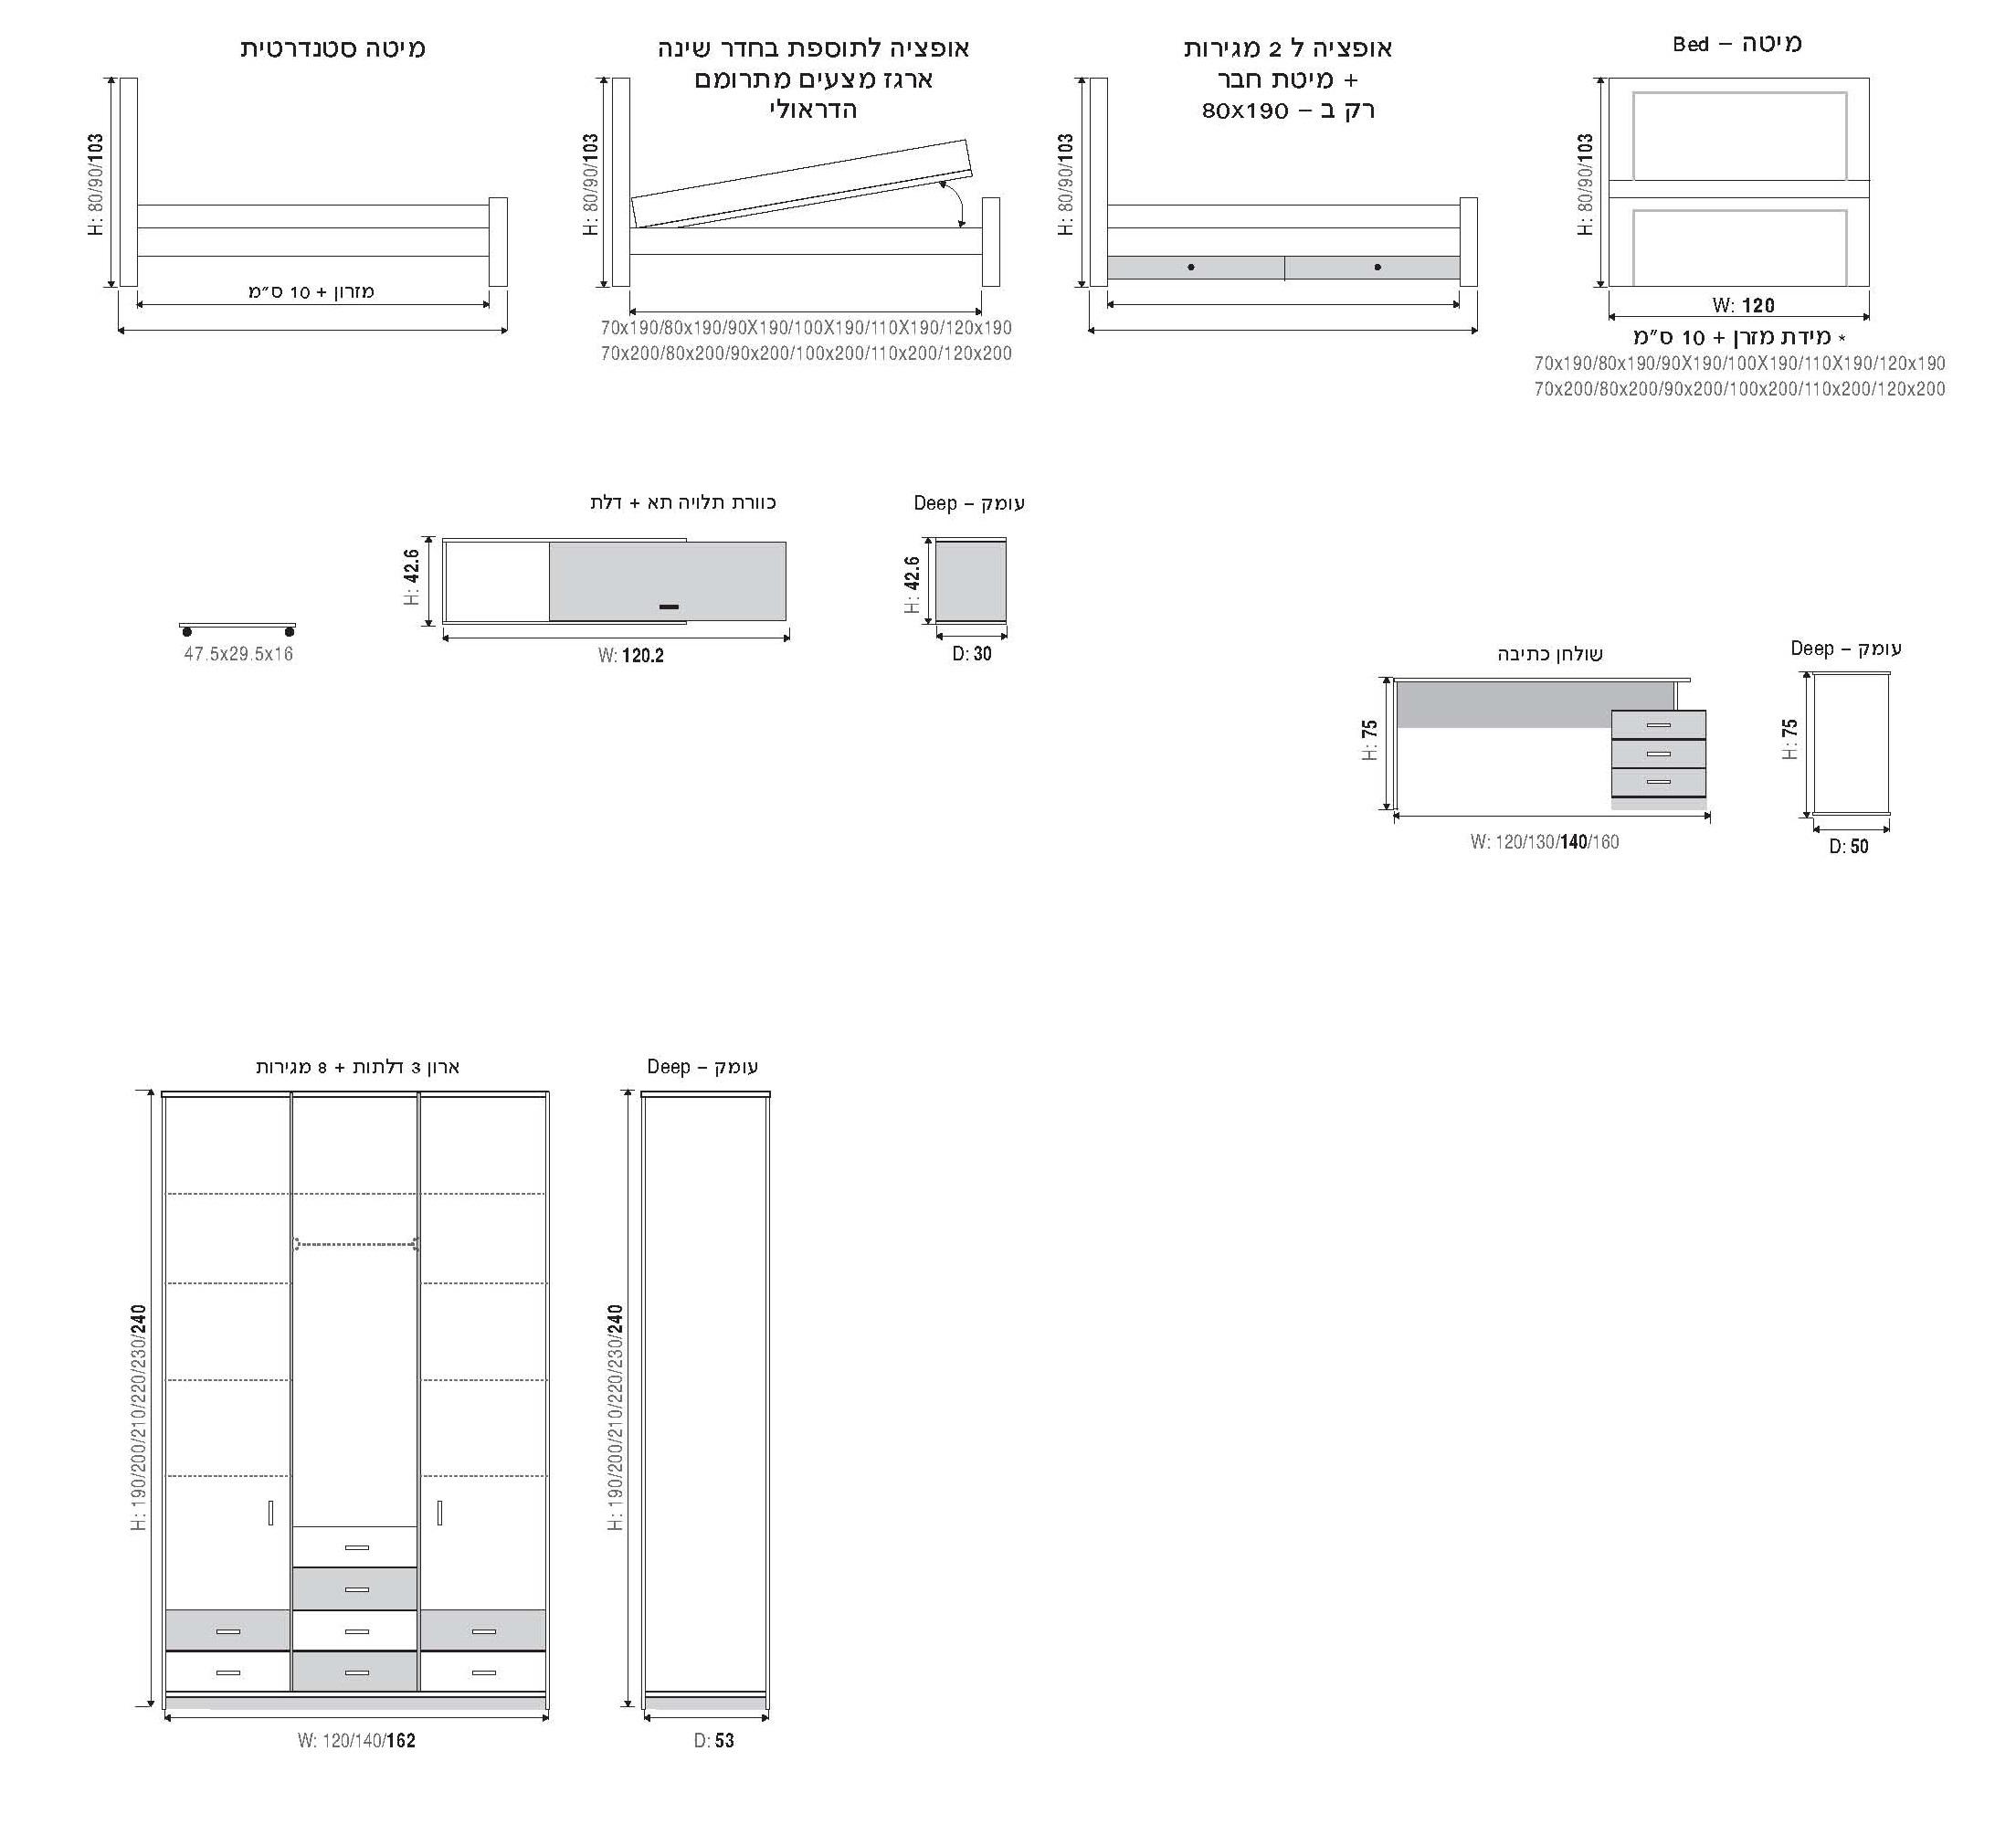 מיטה – Bed
H: 80/90/103
W: 120
* מידת מזרן + 10 ס״מ
70x190/80x190/90X190/100X190/110X190/120x190
70x200/80x200/90x200/100x200/110x200/120x200
אופציה ל 2 מגירות
+ מיטת חבר
רק ב – 80x190
H: 80/90/103
אופציה לתוספת בחדר שינה
ארגז מצעים מתרומם
הדראולי
H: 80/90/103
70x190/80x190/90X190/100X190/110X190/120x190
70x200/80x200/90x200/100x200/110x200/120x200
מיטה סטנדרטית
H: 80/90/103
מזרון + 10 ס״מ
עומק – Deep
H: 42.6
D: 30
כוורת תלויה תא + דלת
H: 42.6
W: 120.2
47.5x29.5x16
עומק – Deep
H: 75
D: 50
שולחן כתיבה
H: 75
W: 120/130/140/160
עומק – Deep
H: 190/200/210/220/230/240
D: 53
ארון 3 דלתות + 8 מגירות
H: 190/200/210/220/230/240
W: 120/140/162